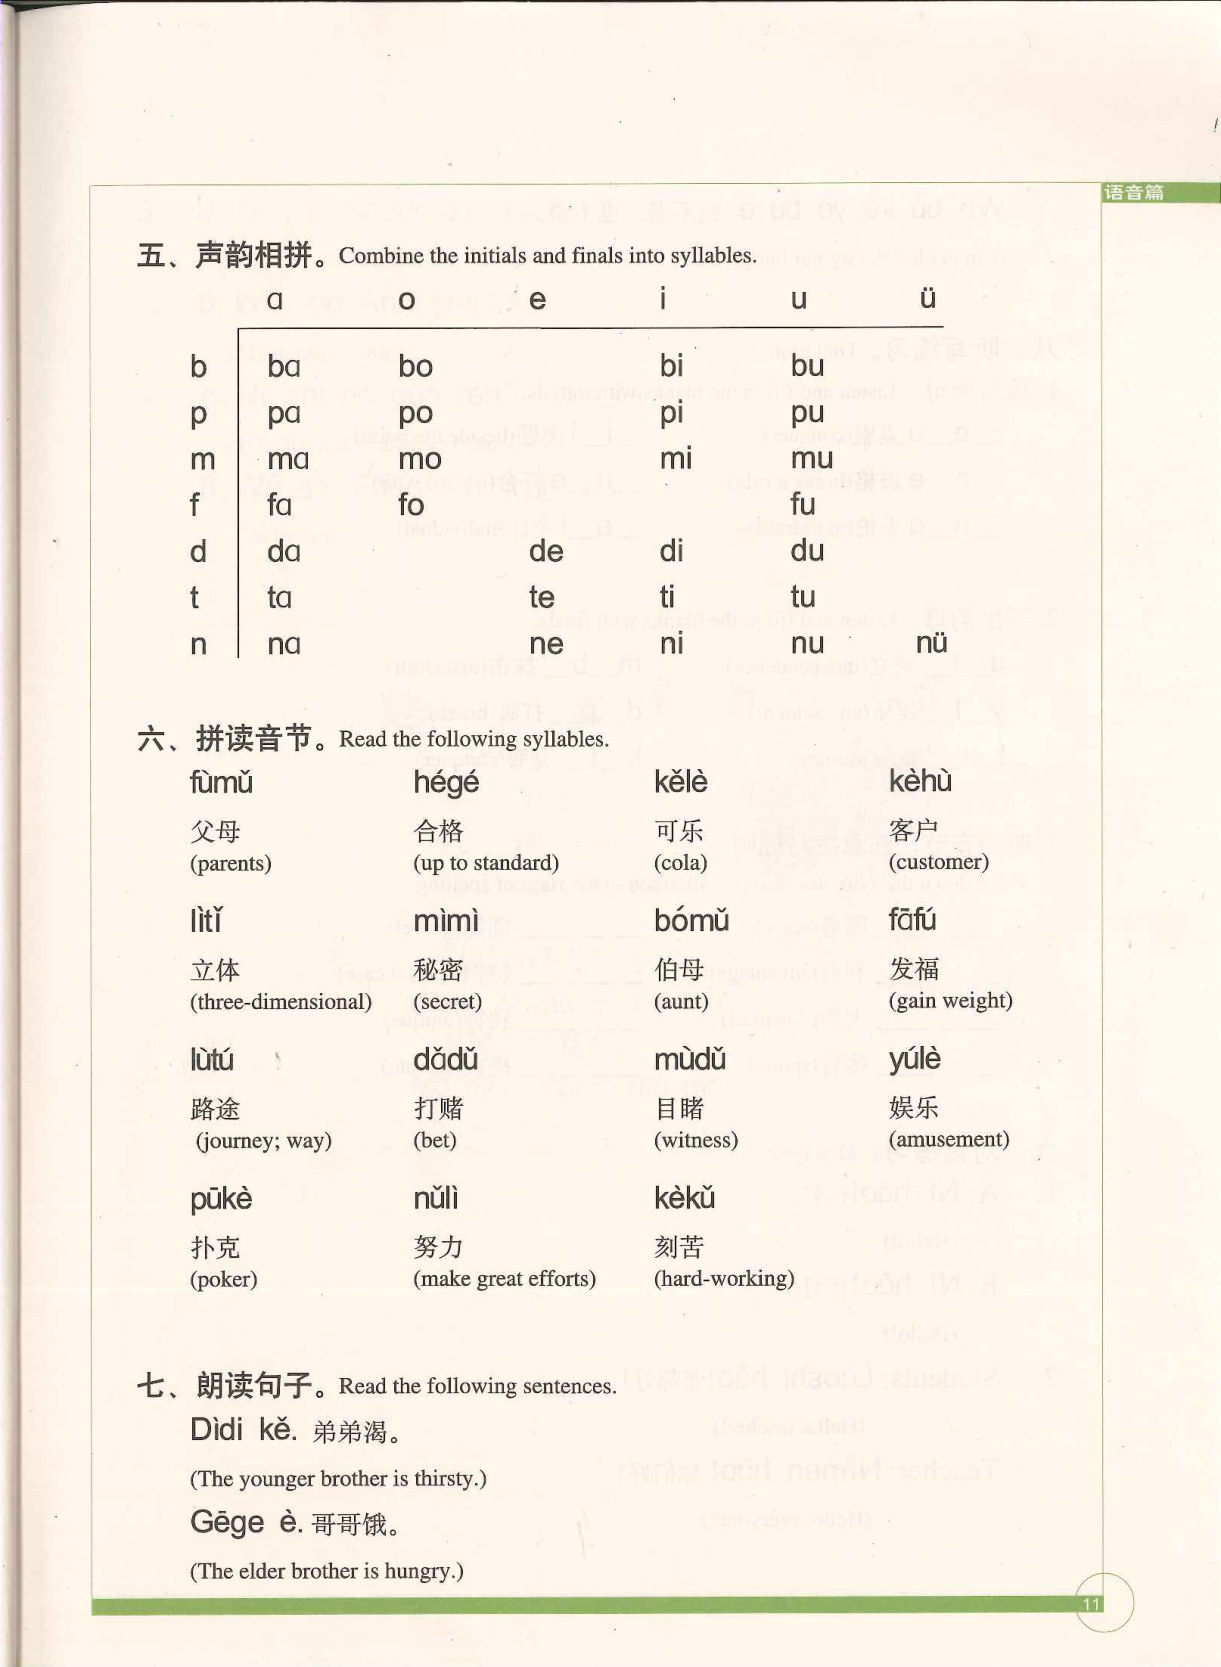 语音篇
五、声韵相拼。Combine the initials and finals into syllables.
a o e i u ü
b ba bo bi bu
p pa po pi pu
m ma mo mi mu
f fa fo fu
d da de di du
t ta te ti tu
n na ne ni nu nü
六、拼读音节。Read the following syllables.
fùmǔ hégé kělè kèhù
父母 合格 可乐 客户
(parents) (up to standard) (cola) (customer)
lìtǐ mìmì bómǔ fāfú
立体 秘密 伯母 发福
(three-dimensional) (secret) (aunt) (gain weight)
lùtú dǎdǔ mùdǔ yúlè
路途 打赌 目睹 娱乐
(journey; way) (bet) (witness) (amusement)
pūkè nǔlì kèkǔ
扑克 努力 刻苦
(poker) (make great efforts) (hard-working)
七、朗读句子。Read the following sentences.
Dìdi kě. 弟弟渴。
(The younger brother is thirsty.)
Gēge è. 哥哥饿。
(The elder brother is hungry.)
11